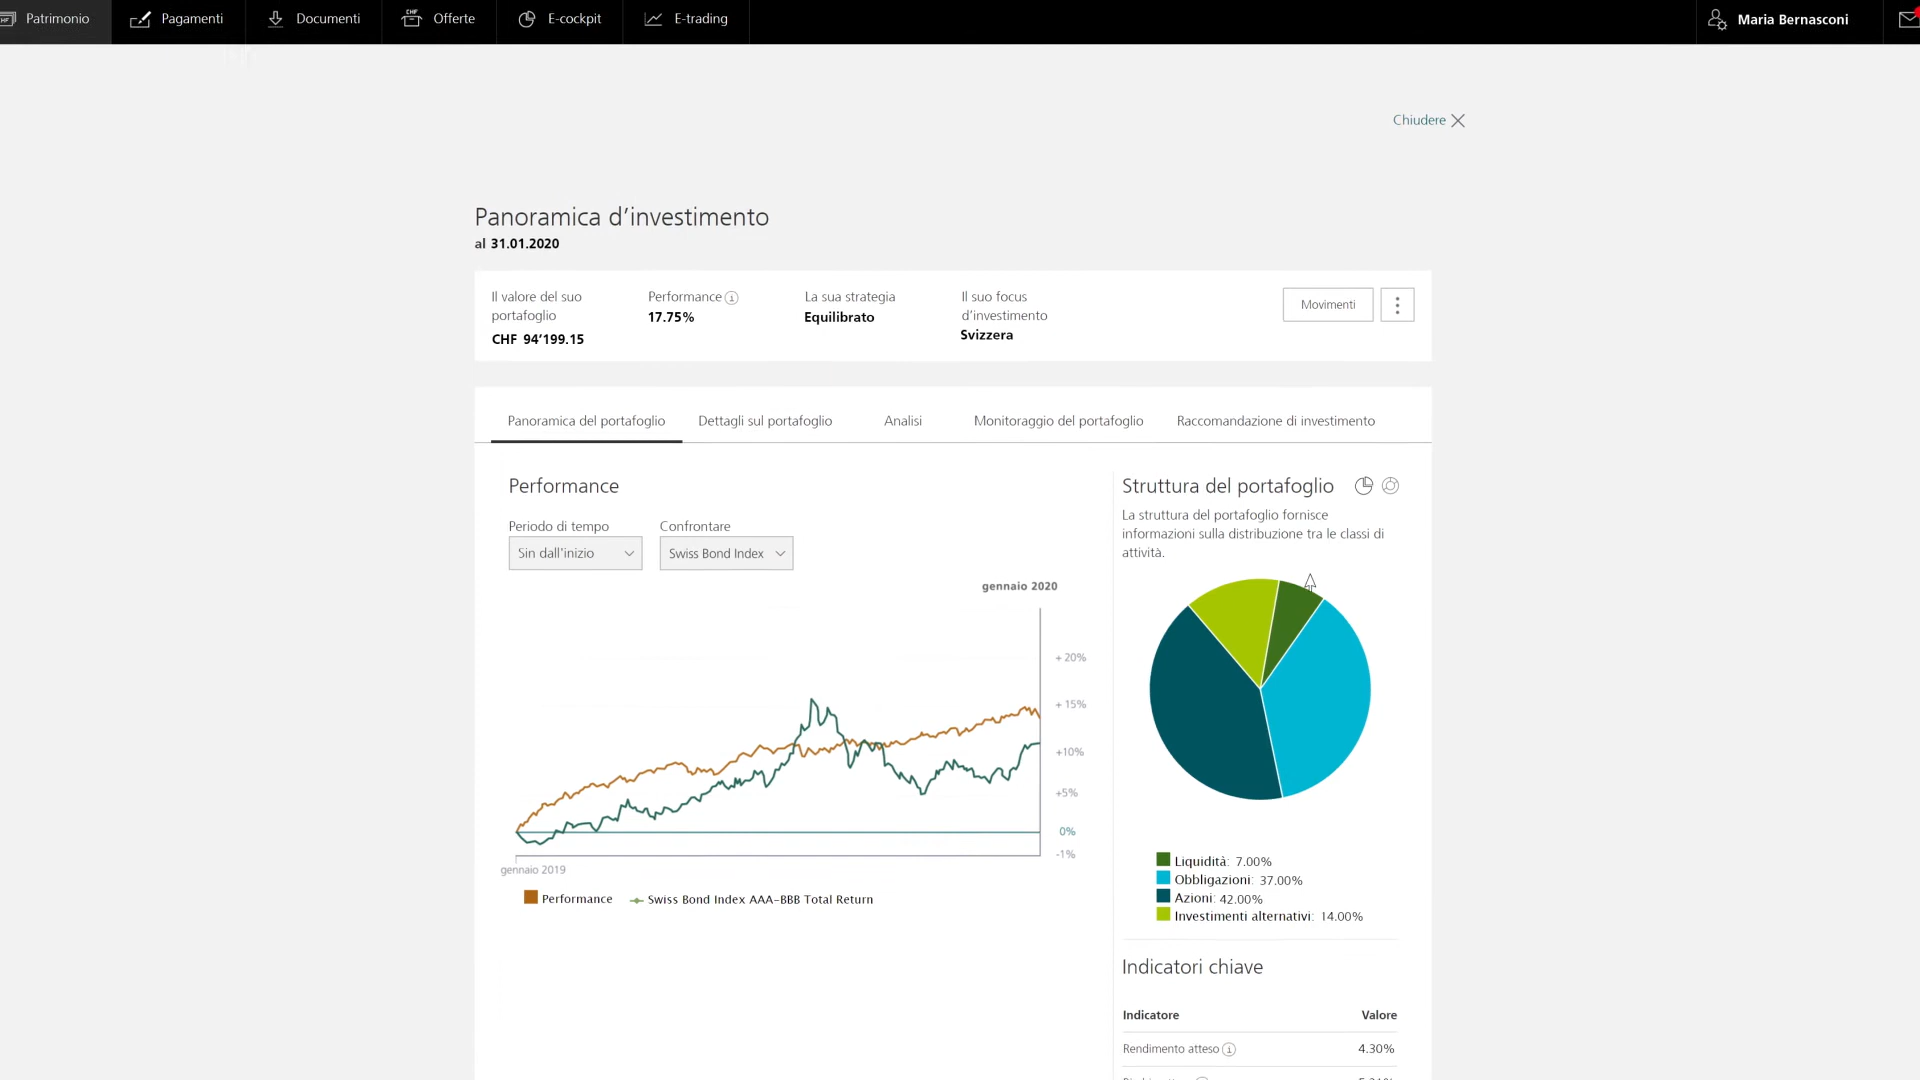 Patrimonio
Pagamenti
Documenti
CHF
Offerte
E-cockpit
E-trading
Maria Bernasconi
Chiudere
Panoramica d’investimento
al 31.01.2020
Il valore del suo
portafoglio
CHF 94’199.15
Performance
17.75%
La sua strategia
Equilibrato
Il suo focus
d’investimento
Svizzera
Movimenti
Panoramica del portafoglio
Dettagli sul portafoglio
Analisi
Monitoraggio del portafoglio
Raccomandazione di investimento
Performance
Periodo di tempo
Sin dall'inizio
Confrontare
Swiss Bond Index
gennaio 2020
+ 20%
+ 15%
+10%
+5%
0%
-1%
gennaio 2019
Performance
Swiss Bond Index AAA–BBB Total Return
Struttura del portafoglio
La struttura del portafoglio fornisce
informazioni sulla distribuzione tra le classi di
attività.
Liquidità: 7.00%
Obbligazioni: 37.00%
Azioni: 42.00%
Investimenti alternativi: 14.00%
Indicatori chiave
Indicatore Valore
Rendimento atteso 4.30%